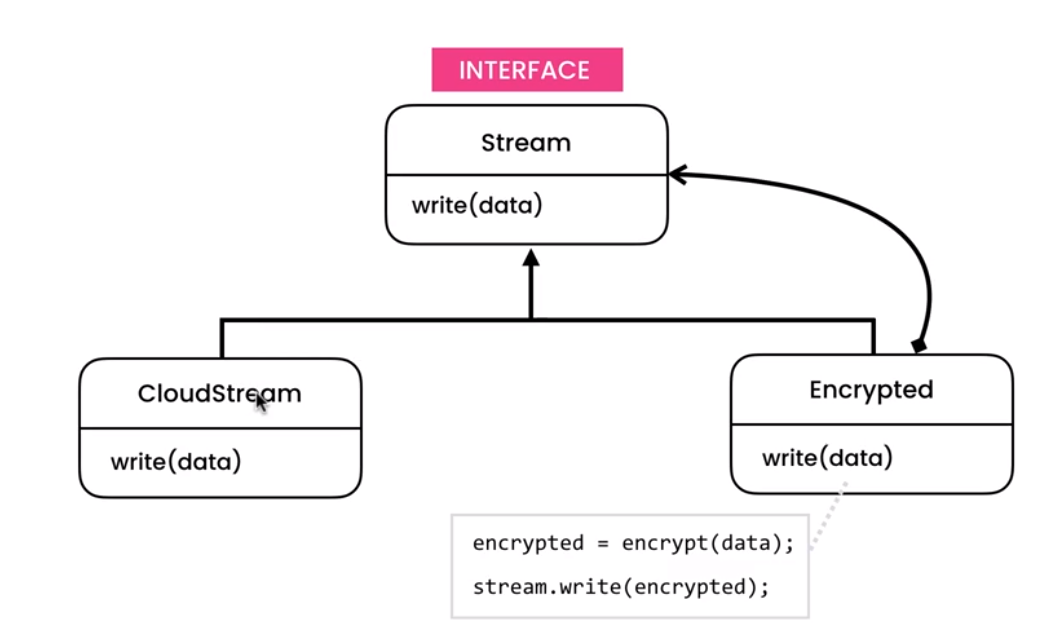 INTERFACE
Stream
write(data)
CloudStream
write(data)
Encrypted
write(data)
encrypted = encrypt(data);
stream.write(encrypted);